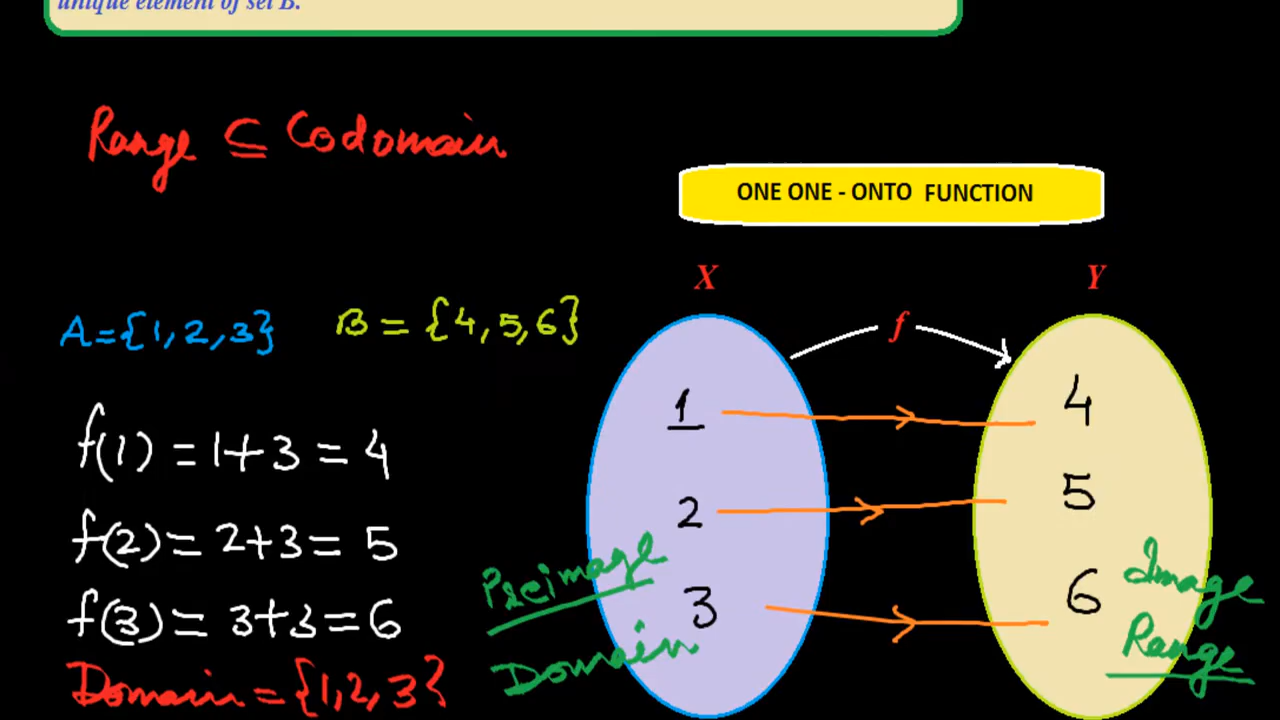 unique element of set B.
Range ⊆ Codomain
ONE ONE - ONTO FUNCTION
X Y
f
A={1,2,3} B = {4,5,6}
1 4
f(1) = 1+3 = 4
2 5
f(2) = 2+3 = 5
Preimage Image
3 6
f(3) = 3+3 = 6
Domain Range
Domain = {1,2,3}